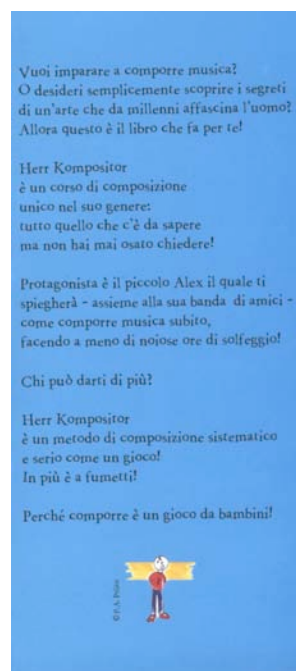 Vuoi imparare a comporre musica?
O desideri semplicemente scoprire i segreti
di un'arte che da millenni affascina l'uomo?
Allora questo è il libro che fa per te!
Herr Kompositor
è un corso di composizione
unico nel suo genere:
tutto quello che c'è da sapere
ma non hai mai osato chiedere!
Protagonista è il piccolo Alex il quale ti
spiegherà - assieme alla sua banda di amici -
come comporre musica subito,
facendo a meno di noiose ore di solfeggio!
Chi può darti di più?
Herr Kompositor
è un metodo di composizione sistematico
e serio come un gioco!
In più è a fumetti!
Perché comporre è un gioco da bambini!